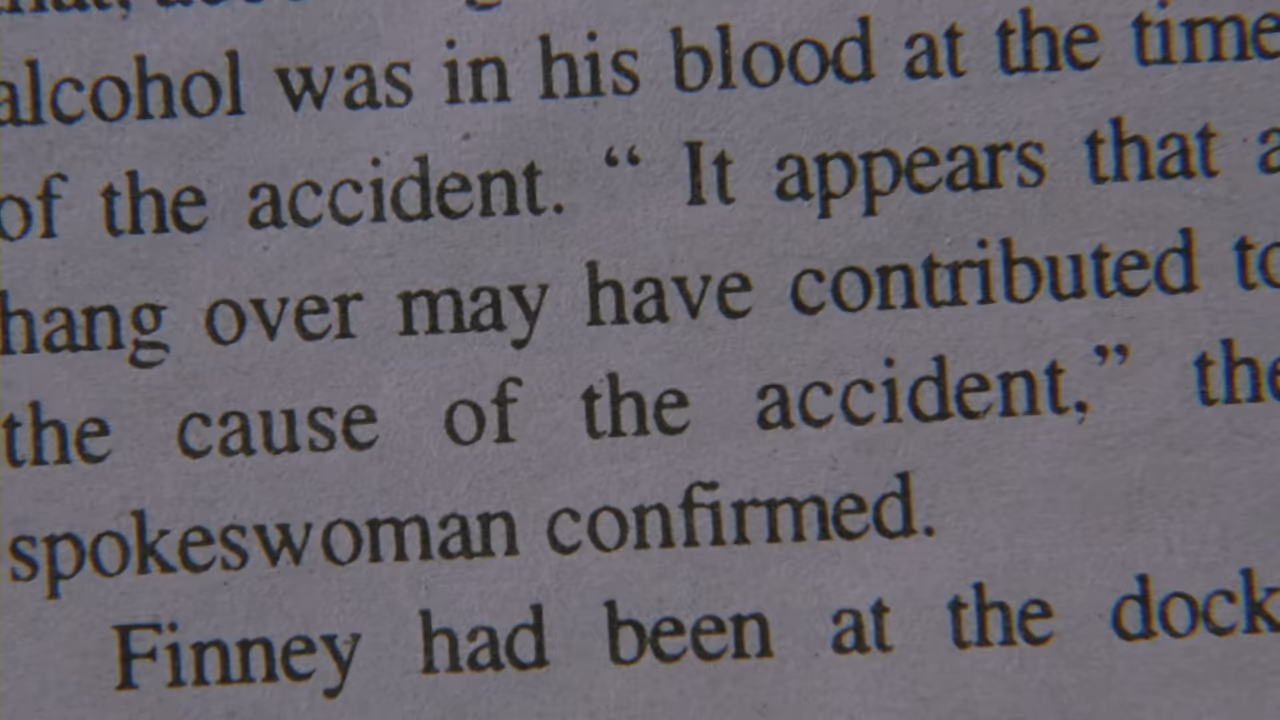 alcohol was in his blood at the time
of the accident. “ It appears that a
hang over may have contributed to
the cause of the accident,” the
spokeswoman confirmed.
Finney had been at the dock